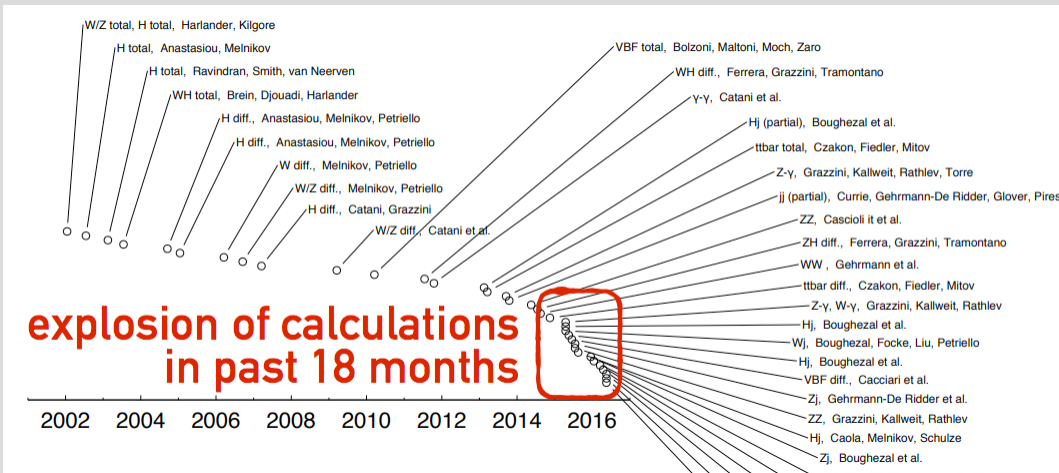 W/Z total, H total, Harlander, Kilgore
H total, Anastasiou, Melnikov
H total, Ravindran, Smith, van Neerven
WH total, Brein, Djouadi, Harlander
H diff., Anastasiou, Melnikov, Petriello
H diff., Anastasiou, Melnikov, Petriello
W diff., Melnikov, Petriello
W/Z diff., Melnikov, Petriello
H diff., Catani, Grazzini
W/Z diff., Catani et al.
VBF total, Bolzoni, Maltoni, Moch, Zaro
WH diff., Ferrera, Grazzini, Tramontano
γ-γ, Catani et al.
Hj (partial), Boughezal et al.
ttbar total, Czakon, Fiedler, Mitov
Z-γ, Grazzini, Kallweit, Rathlev, Torre
jj (partial), Currie, Gehrmann-De Ridder, Glover, Pires
ZZ, Cascioli it et al.
ZH diff., Ferrera, Grazzini, Tramontano
WW , Gehrmann et al.
ttbar diff., Czakon, Fiedler, Mitov
Z-γ, W-γ, Grazzini, Kallweit, Rathlev
Hj, Boughezal et al.
Wj, Boughezal, Focke, Liu, Petriello
Hj, Boughezal et al.
VBF diff., Cacciari et al.
Zj, Gehrmann-De Ridder et al.
ZZ, Grazzini, Kallweit, Rathlev
Hj, Caola, Melnikov, Schulze
Zj, Boughezal et al.
explosion of calculations
in past 18 months
2002 2004 2006 2008 2010 2012 2014 2016